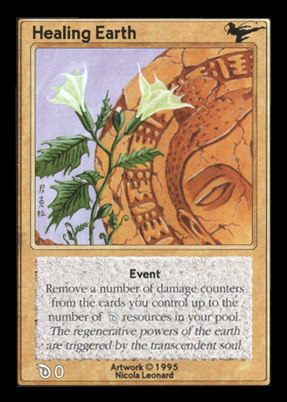 Healing Earth
Event
Remove a number of damage counters
from the cards you control up to the
number of resources in your pool.
The regenerative powers of the earth
are triggered by the transcendent soul.
0
Artwork © 1995
Nicola Leonard